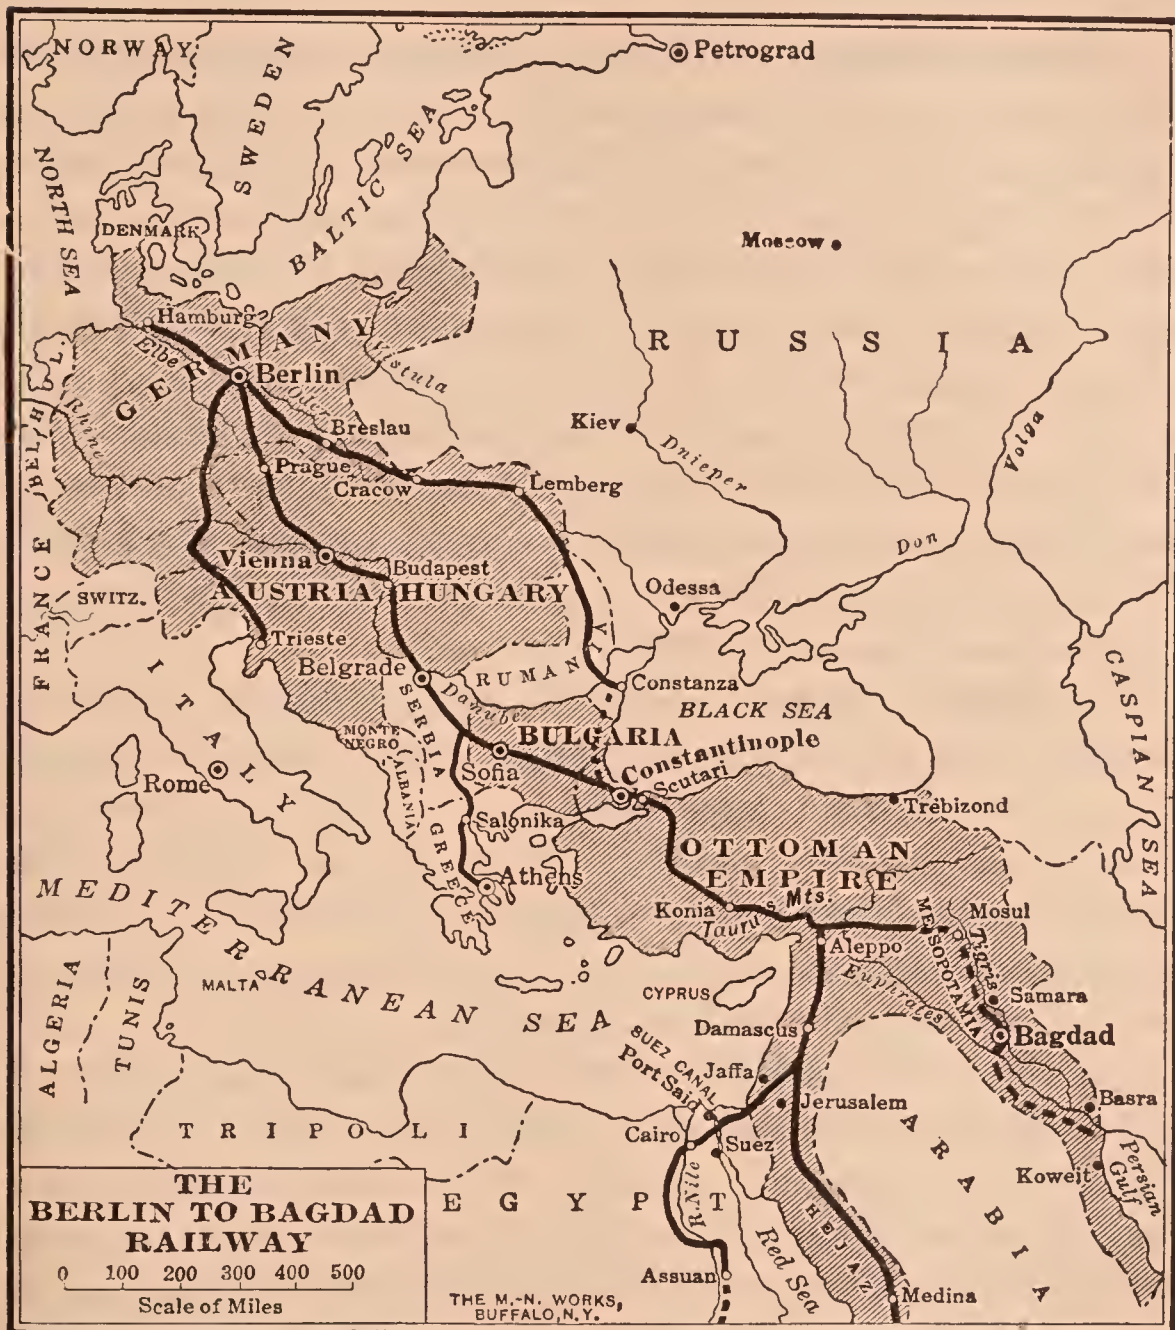 NORWAY
SWEDEN
Petrograd
NORTH SEA
BALTIC SEA
DENMARK
Moscow
Hamburg
Elbe
GERMANY
RUSSIA
Berlin
Oder
Vistula
HOL.
BEL.
Rhine
Breslau
Kiev
Dnieper
Volga
Prague
Cracow
Lemberg
Don
FRANCE
Vienna
Budapest
AUSTRIA HUNGARY
Odessa
SWITZ.
Trieste
ITALY
Belgrade
RUMANIA
Constanza
SERBIA
Danube
BLACK SEA
CASPIAN SEA
MONTE
NEGRO
BULGARIA
Sofia
Constantinople
Scutari
Rome
ALBANIA
Trebizond
Salonika
GREECE
Athens
OTTOMAN
EMPIRE
MEDITERRANEAN SEA
Konia
Taurus Mts.
Mosul
Aleppo
MESOPOTAMIA
Tigris
Euphrates
Samara
Bagdad
ALGERIA
TUNIS
MALTA
CYPRUS
Damascus
SUEZ CANAL
Port Said
Jaffa
Jerusalem
Basra
TRIPOLI
Cairo
Suez
ARABIA
Koweit
Persian
Gulf
EGYPT
R. Nile
Red Sea
HEJAZ
Assuan
Medina
THE
BERLIN TO BAGDAD
RAILWAY
0 100 200 300 400 500
Scale of Miles
THE M.-N. WORKS,
BUFFALO, N.Y.